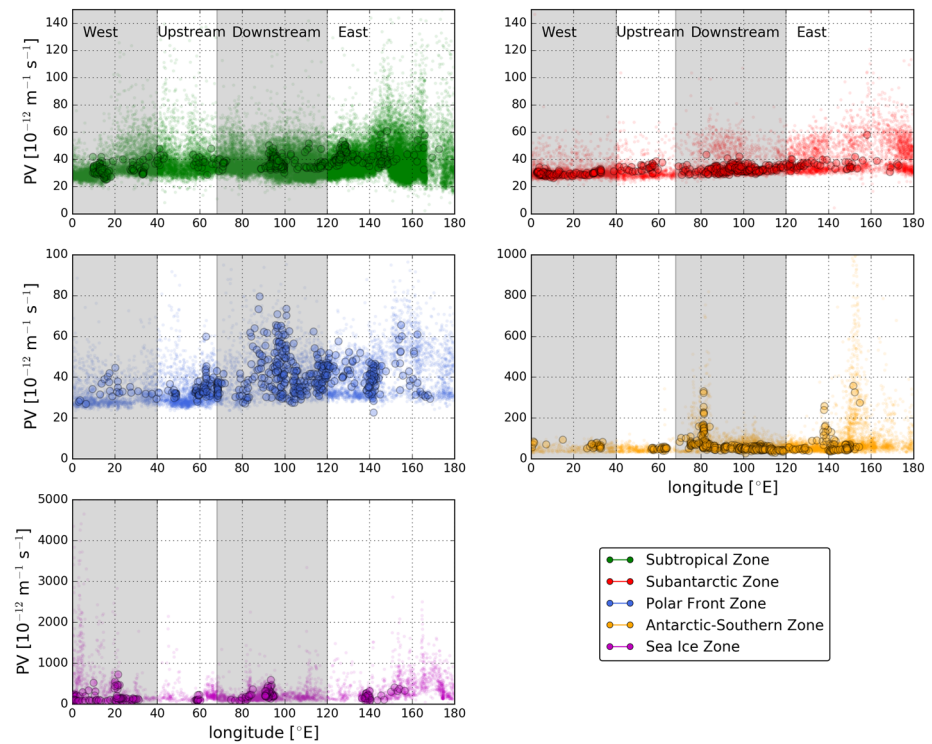 West Upstream Downstream East
PV [10⁻¹² m⁻¹ s⁻¹]
140
120
100
80
60
40
20
0
0 20 40 60 80 100 120 140 160 180
West Upstream Downstream East
140
120
100
80
60
40
20
0
0 20 40 60 80 100 120 140 160 180
PV [10⁻¹² m⁻¹ s⁻¹]
100
80
60
40
20
0
0 20 40 60 80 100 120 140 160 180
1000
800
600
400
200
0
0 20 40 60 80 100 120 140 160 180
longitude [°E]
PV [10⁻¹² m⁻¹ s⁻¹]
5000
4000
3000
2000
1000
0
0 20 40 60 80 100 120 140 160 180
longitude [°E]
Subtropical Zone
Subantarctic Zone
Polar Front Zone
Antarctic-Southern Zone
Sea Ice Zone